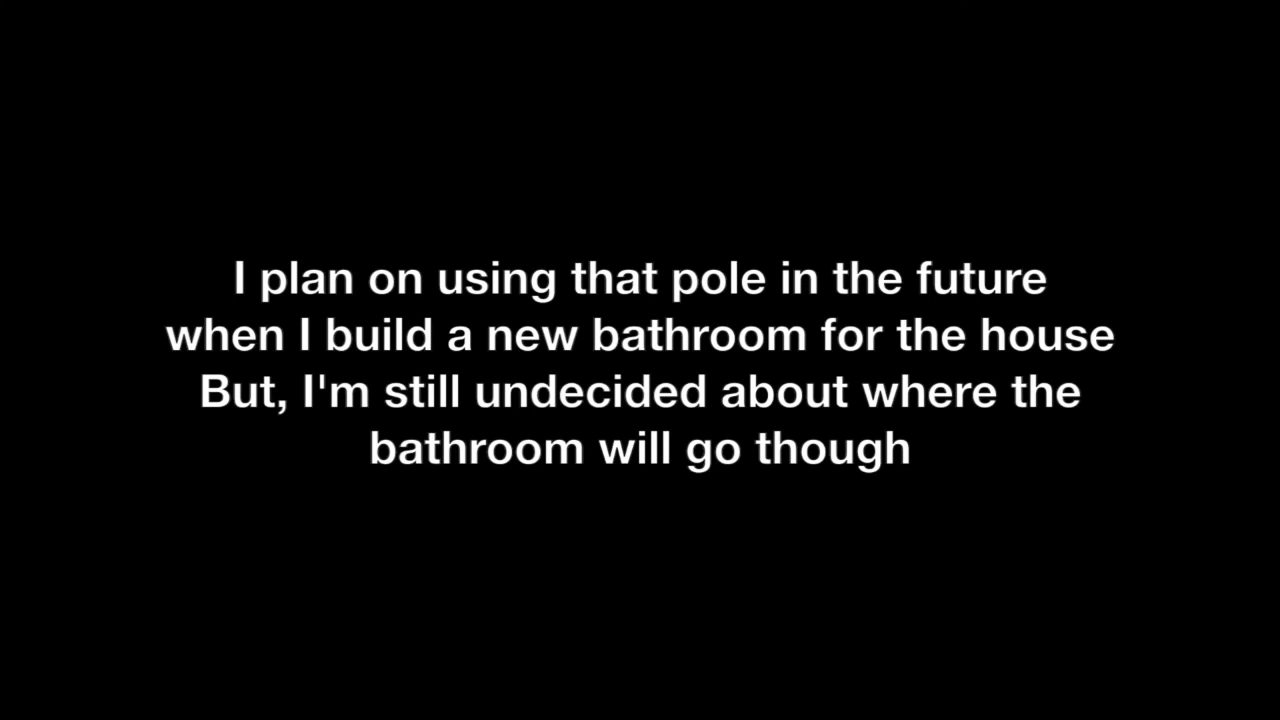 I plan on using that pole in the future
when I build a new bathroom for the house
But, I'm still undecided about where the
bathroom will go though